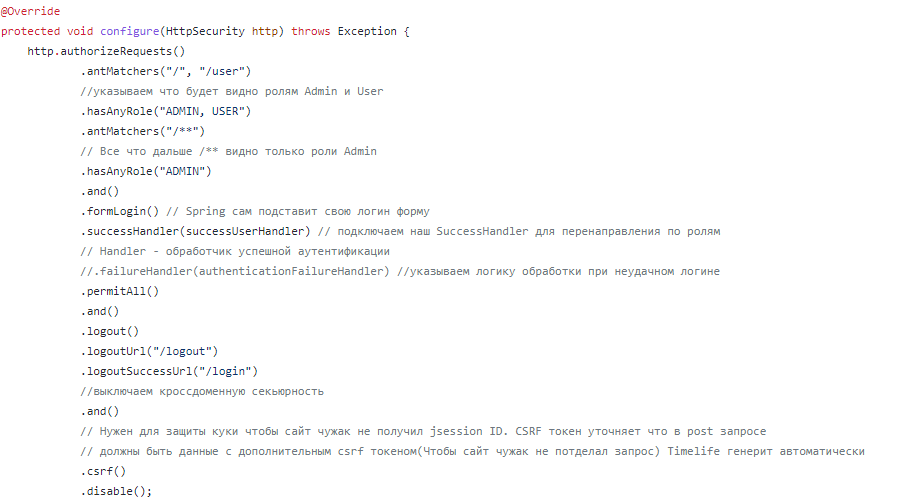 @Override
protected void configure(HttpSecurity http) throws Exception {
http.authorizeRequests()
.antMatchers("/", "/user")
//указываем что будет видно ролям Admin и User
.hasAnyRole("ADMIN, USER")
.antMatchers("/**")
// Все что дальше /** видно только роли Admin
.hasAnyRole("ADMIN")
.and()
.formLogin() // Spring сам подставит свою логин форму
.successHandler(successUserHandler) // подключаем наш SuccessHandler для перенаправления по ролям
// Handler - обработчик успешной аутентификации
//.failureHandler(authenticationFailureHandler) //указываем логику обработки при неудачном логине
.permitAll()
.and()
.logout()
.logoutUrl("/logout")
.logoutSuccessUrl("/login")
//выключаем кроссдоменную секьюрность
.and()
// Нужен для защиты куки чтобы сайт чужак не получил jsession ID. CSRF токен уточняет что в post запросе
// должны быть данные с дополнительным csrf токеном(Чтобы сайт чужак не потделал запрос) Timelife генерит автоматически
.csrf()
.disable();